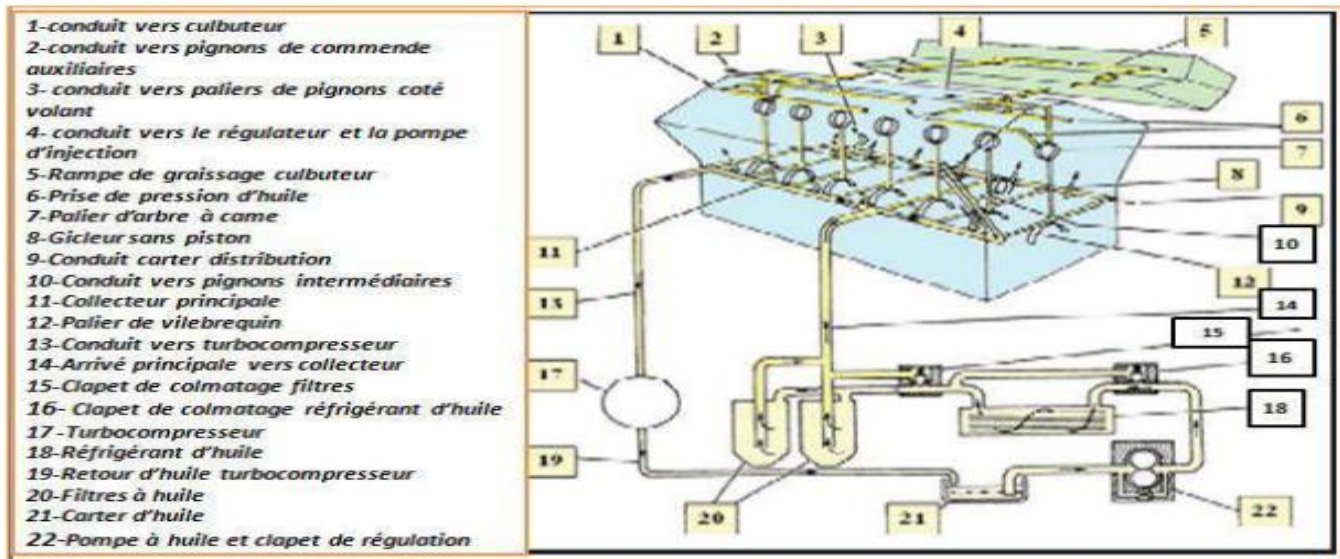 1-conduit vers culbuteur
2-conduit vers pignons de commende
auxiliaires
3- conduit vers paliers de pignons coté
volant
4- conduit vers le régulateur et la pompe
d'injection
5-Rampe de graissage culbuteur
6-Prise de pression d'huile
7-Palier d'arbre à came
8-Gicleur sans piston
9-Conduit carter distribution
10-Conduit vers pignons intermédiaires
11-Collecteur principale
12-Palier de vilebrequin
13-Conduit vers turbocompresseur
14-Arrivé principale vers collecteur
15-Clapet de colmatage filtres
16- Clapet de colmatage réfrigérant d'huile
17-Turbocompresseur
18-Réfrigérant d'huile
19-Retour d'huile turbocompresseur
20-Filtres à huile
21-Carter d'huile
22-Pompe à huile et clapet de régulation
1
2
3
4
5
6
7
8
9
10
11
12
13
14
15
16
17
18
19
20
21
22